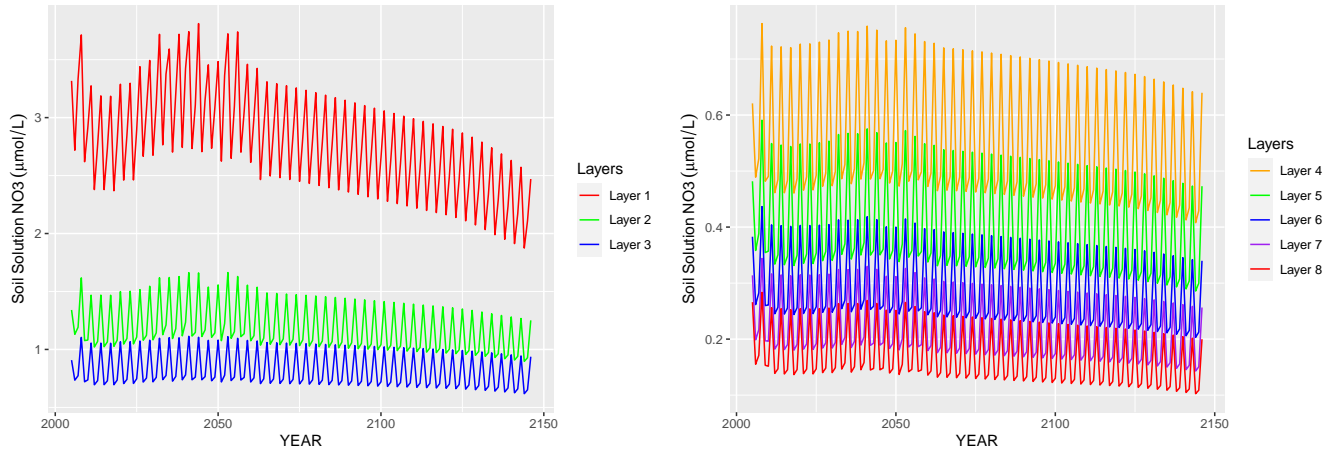 Soil Solution NO3 (μmol/L)
3
2
1
2000
2050
2100
2150
YEAR
Layers
Layer 1
Layer 2
Layer 3
Soil Solution NO3 (μmol/L)
0.6
0.4
0.2
2000
2050
2100
2150
YEAR
Layers
Layer 4
Layer 5
Layer 6
Layer 7
Layer 8